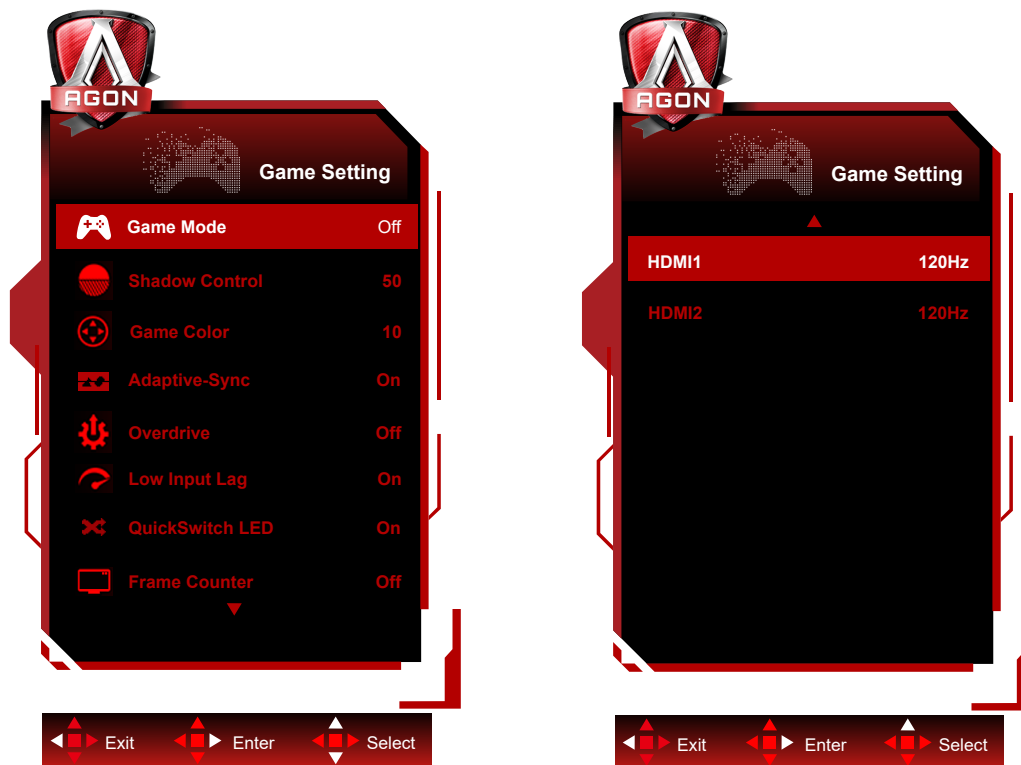 AGON
Game Setting
Game Mode Off
Shadow Control 50
Game Color 10
Adaptive-Sync On
Overdrive Off
Low Input Lag On
QuickSwitch LED On
Frame Counter Off
Exit Enter Select
AGON
Game Setting
HDMI1 120Hz
HDMI2 120Hz
Exit Enter Select